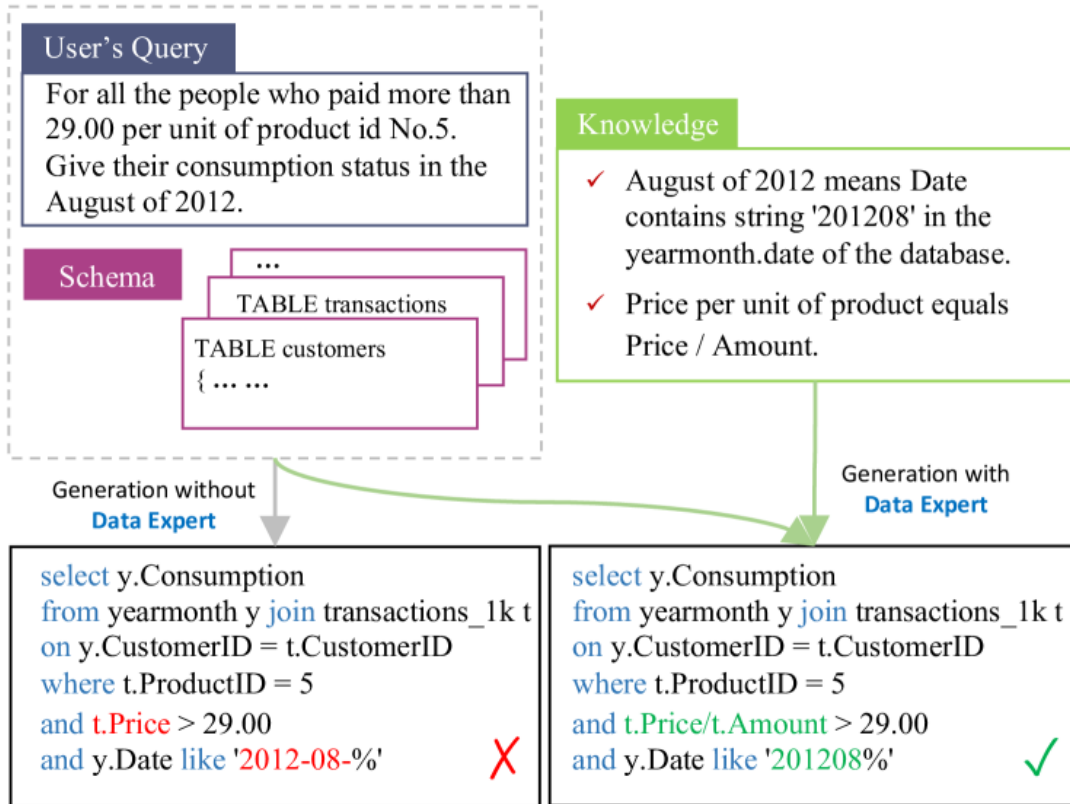 User's Query
For all the people who paid more than
29.00 per unit of product id No.5.
Give their consumption status in the
August of 2012.
Schema
...
TABLE transactions
TABLE customers
{ ... ...
Knowledge
✓ August of 2012 means Date
contains string '201208' in the
yearmonth.date of the database.
✓ Price per unit of product equals
Price / Amount.
Generation without
Data Expert
Generation with
Data Expert
select y.Consumption
from yearmonth y join transactions_1k t
on y.CustomerID = t.CustomerID
where t.ProductID = 5
and t.Price > 29.00
and y.Date like '2012-08-%'
select y.Consumption
from yearmonth y join transactions_1k t
on y.CustomerID = t.CustomerID
where t.ProductID = 5
and t.Price/t.Amount > 29.00
and y.Date like '201208%'